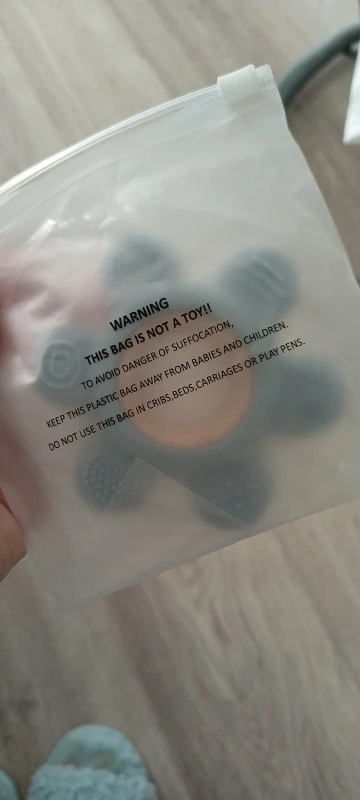 WARNING
THIS BAG IS NOT A TOY!!
TO AVOID DANGER OF SUFFOCATION,
KEEP THIS PLASTIC BAG AWAY FROM BABIES AND CHILDREN.
DO NOT USE THIS BAG IN CRIBS,BEDS,CARRIAGES OR PLAY PENS.